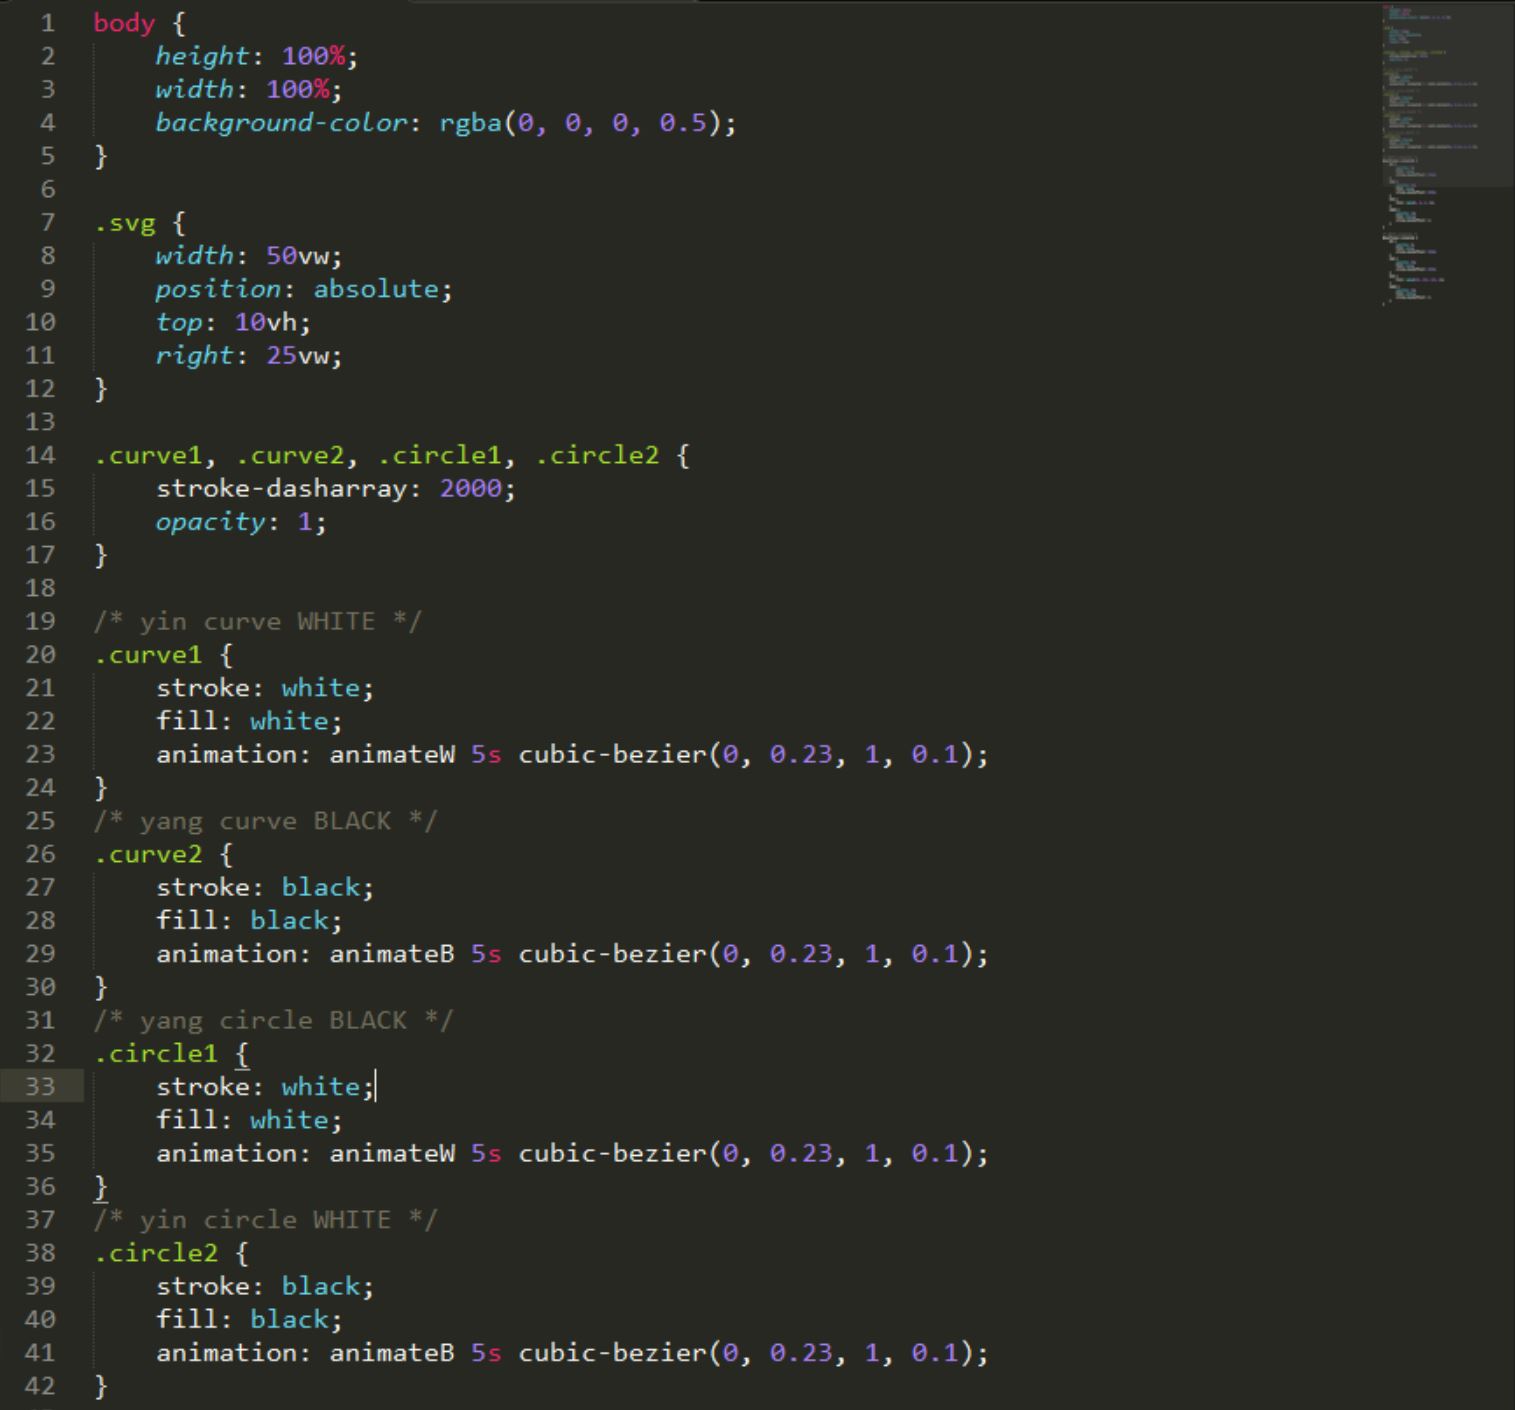 1 body {
2     height: 100%;
3     width: 100%;
4     background-color: rgba(0, 0, 0, 0.5);
5 }
6
7 .svg {
8     width: 50vw;
9     position: absolute;
10     top: 10vh;
11     right: 25vw;
12 }
13
14 .curve1, .curve2, .circle1, .circle2 {
15     stroke-dasharray: 2000;
16     opacity: 1;
17 }
18
19 /* yin curve WHITE */
20 .curve1 {
21     stroke: white;
22     fill: white;
23     animation: animateW 5s cubic-bezier(0, 0.23, 1, 0.1);
24 }
25 /* yang curve BLACK */
26 .curve2 {
27     stroke: black;
28     fill: black;
29     animation: animateB 5s cubic-bezier(0, 0.23, 1, 0.1);
30 }
31 /* yang circle BLACK */
32 .circle1 {
33     stroke: white;
34     fill: white;
35     animation: animateW 5s cubic-bezier(0, 0.23, 1, 0.1);
36 }
37 /* yin circle WHITE */
38 .circle2 {
39     stroke: black;
40     fill: black;
41     animation: animateB 5s cubic-bezier(0, 0.23, 1, 0.1);
42 }